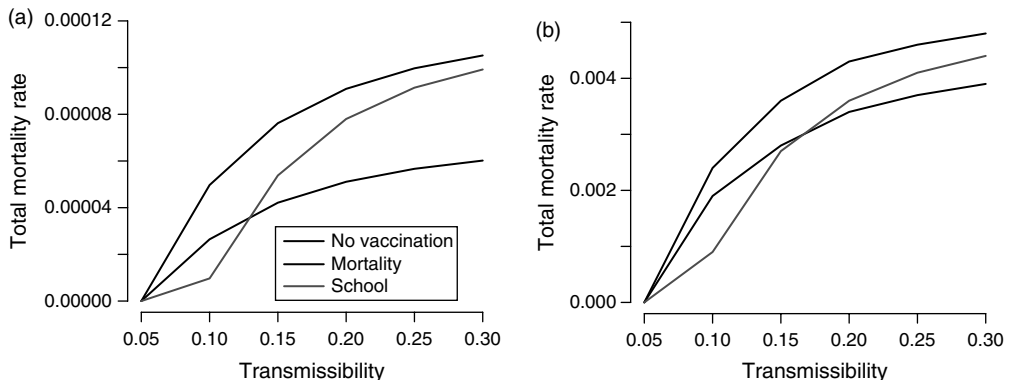 (a)
Total mortality rate
0.00012
0.00008
0.00004
0.00000
No vaccination
Mortality
School
0.05 0.10 0.15 0.20 0.25 0.30
Transmissibility
(b)
Total mortality rate
0.004
0.002
0.000
0.05 0.10 0.15 0.20 0.25 0.30
Transmissibility